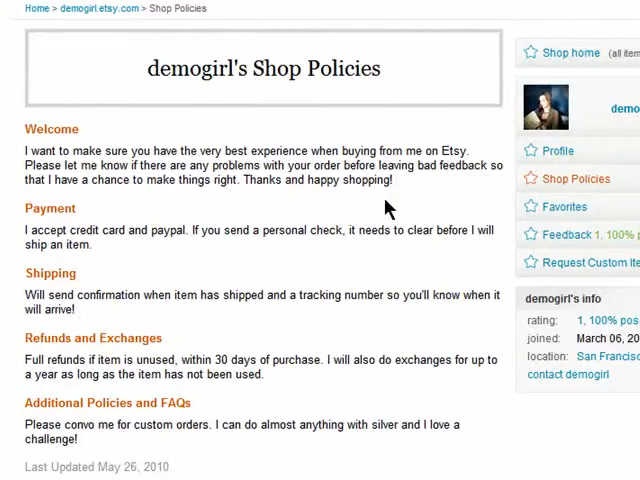 Home > demogirl.etsy.com > Shop Policies
demogirl's Shop Policies
Welcome
I want to make sure you have the very best experience when buying from me on Etsy.
Please let me know if there are any problems with your order before leaving bad feedback so
that I have a chance to make things right. Thanks and happy shopping!
Payment
I accept credit card and paypal. If you send a personal check, it needs to clear before I will
ship an item.
Shipping
Will send confirmation when item has shipped and a tracking number so you'll know when it
will arrive!
Refunds and Exchanges
Full refunds if item is unused, within 30 days of purchase. I will also do exchanges for up to
a year as long as the item has not been used.
Additional Policies and FAQs
Please convo me for custom orders. I can do almost anything with silver and I love a
challenge!
Last Updated May 26, 2010
Shop home (all item
demo
Profile
Shop Policies
Favorites
Feedback 1, 100% p
Request Custom Ite
demogirl's info
rating: 1, 100% pos
joined: March 06, 20
location: San Francisc
contact demogirl